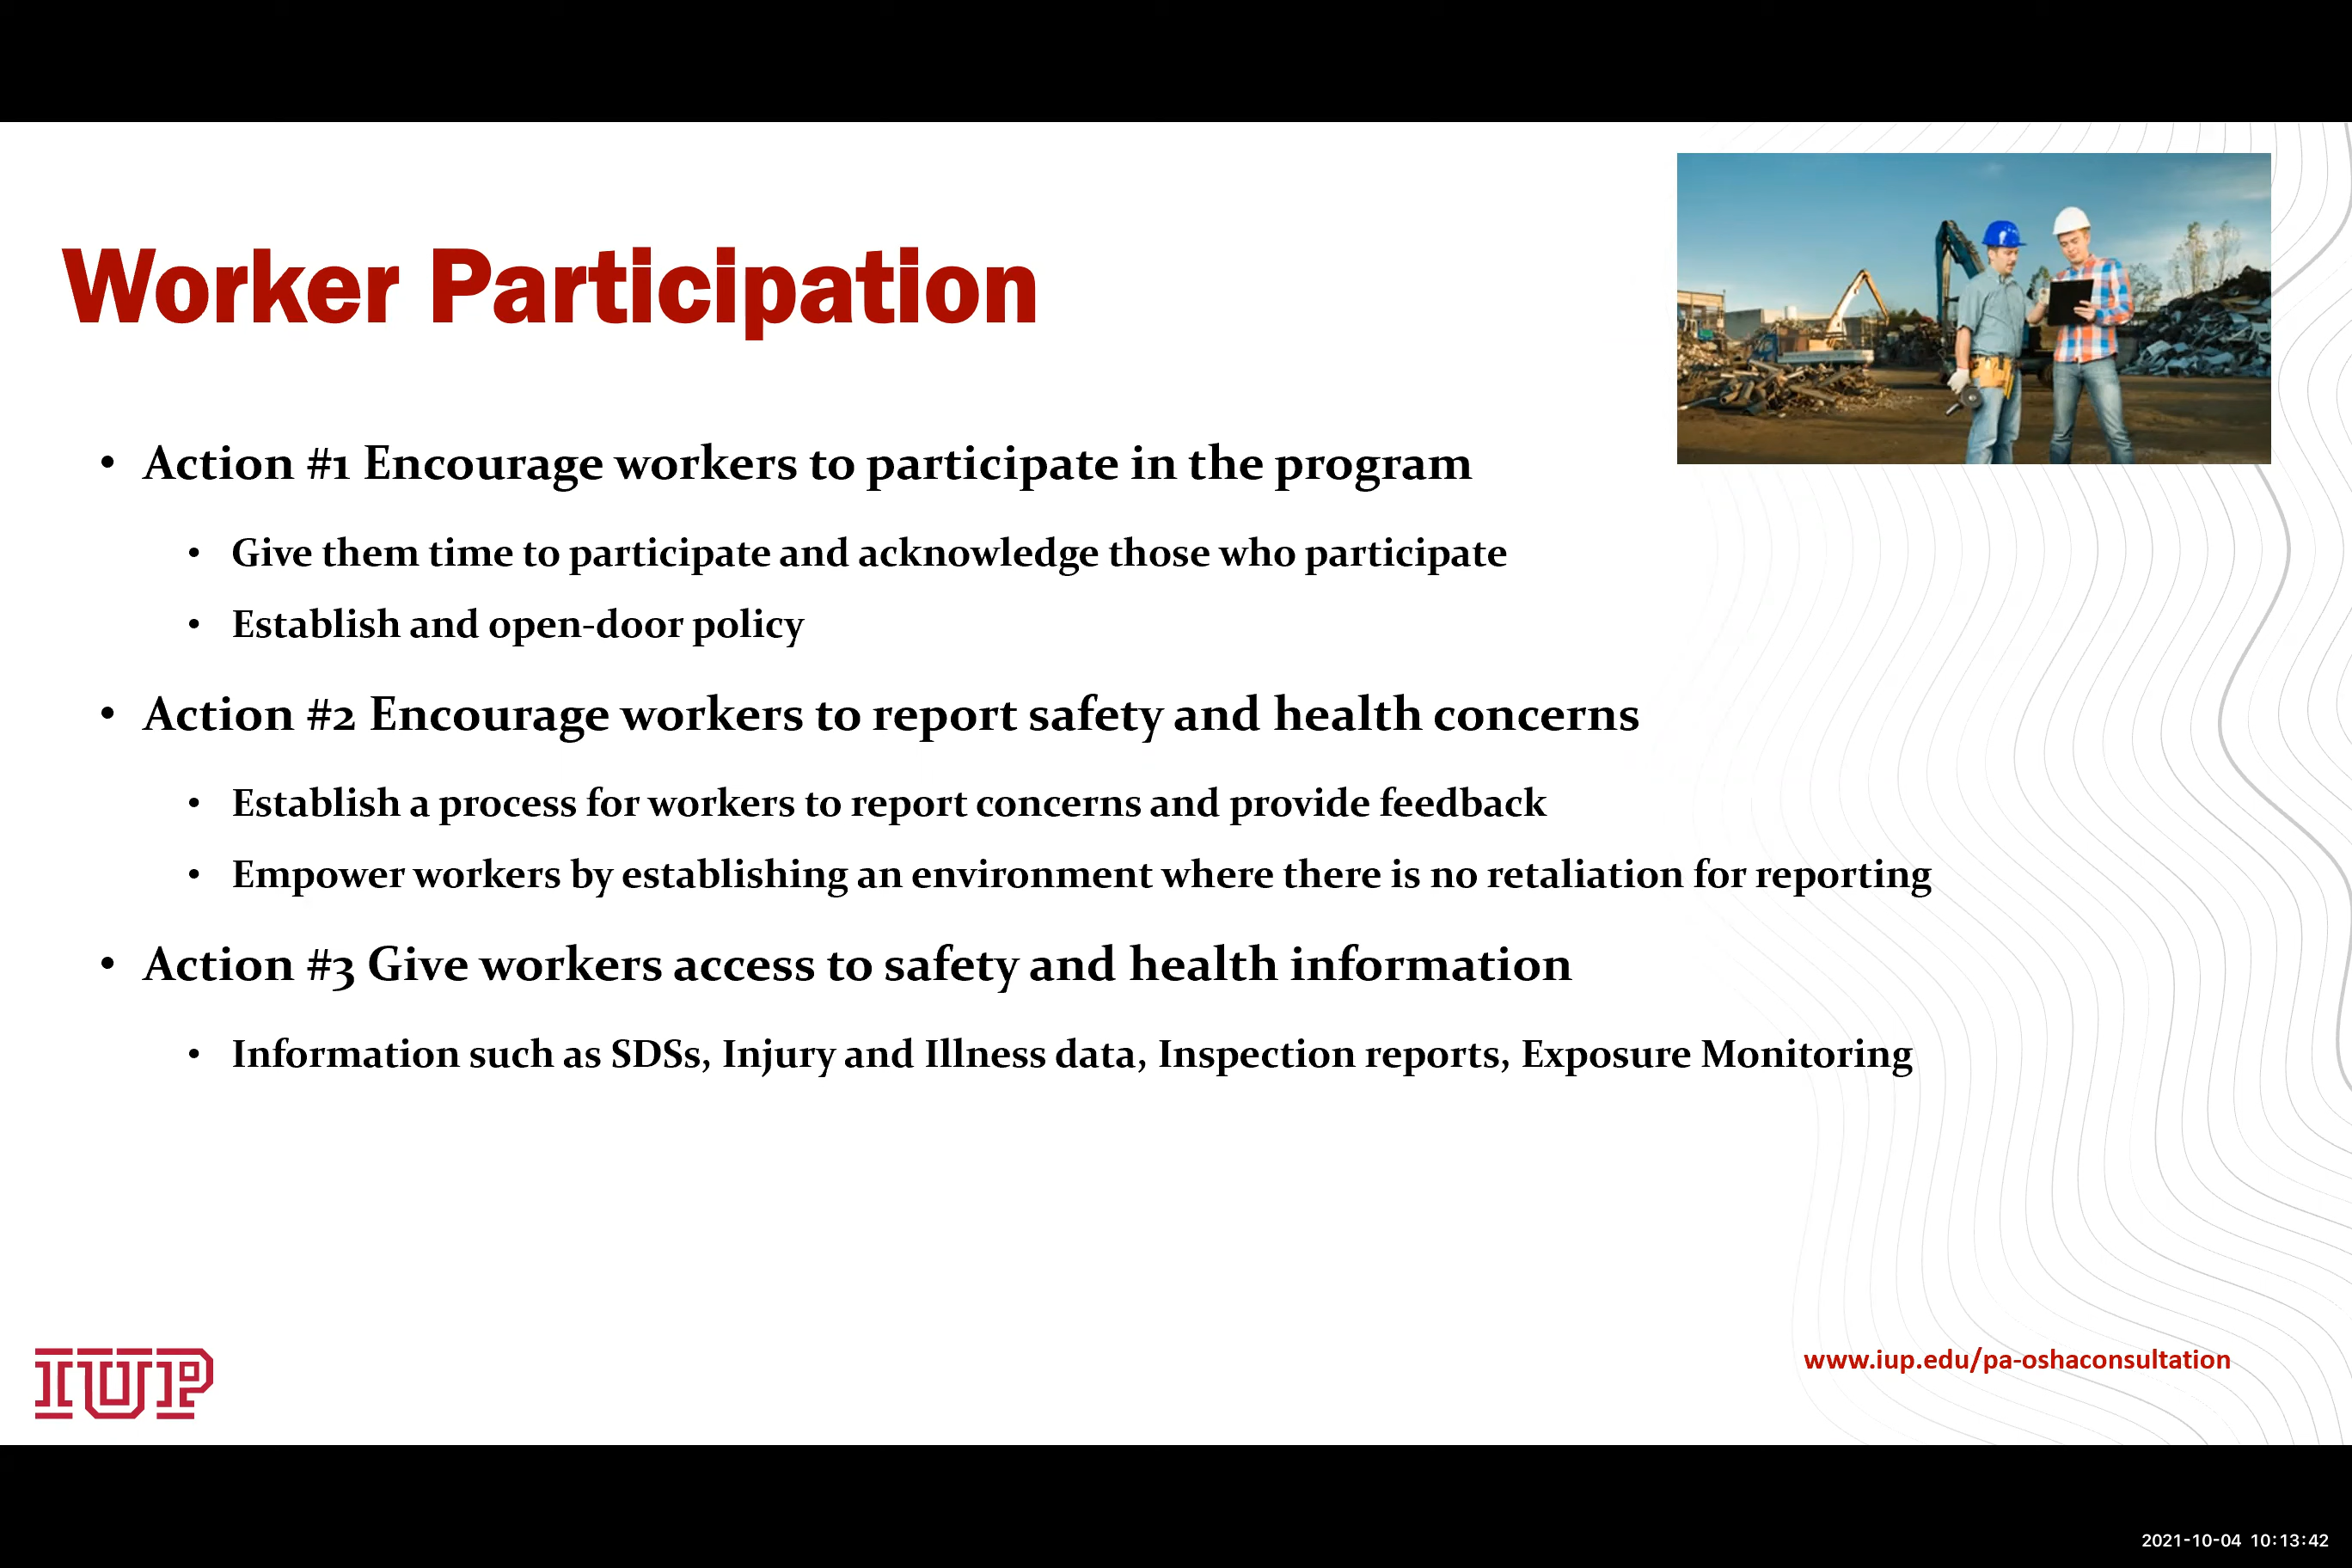 Worker Participation
• Action #1 Encourage workers to participate in the program
• Give them time to participate and acknowledge those who participate
• Establish and open-door policy
• Action #2 Encourage workers to report safety and health concerns
• Establish a process for workers to report concerns and provide feedback
• Empower workers by establishing an environment where there is no retaliation for reporting
• Action #3 Give workers access to safety and health information
• Information such as SDSs, Injury and Illness data, Inspection reports, Exposure Monitoring
IUP
www.iup.edu/pa-oshaconsultation
2021-10-04 10:13:42